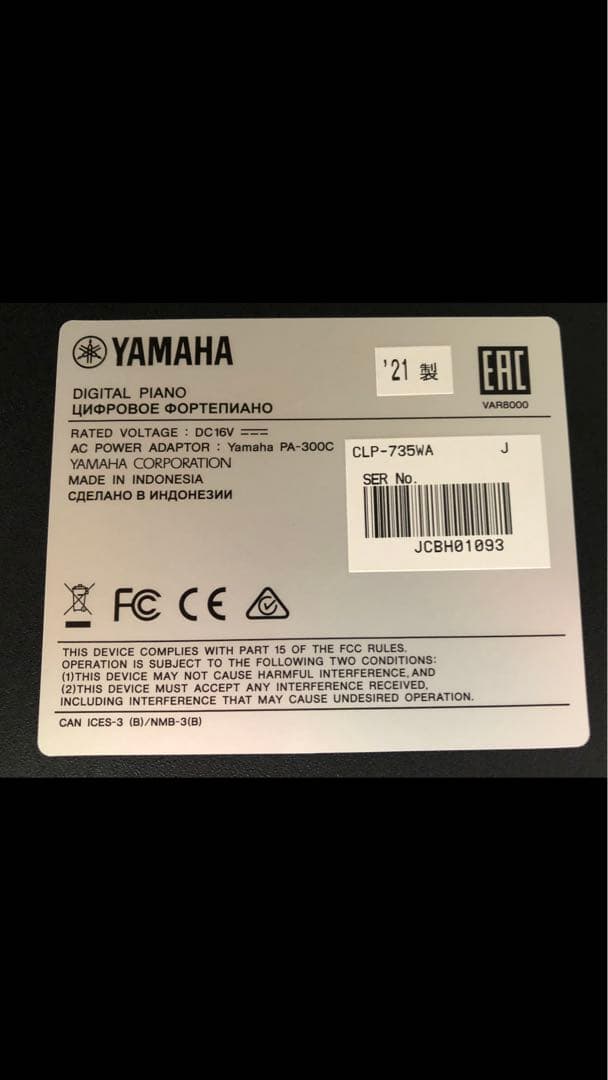 YAMAHA
'21 製
EAC
VAR8000
DIGITAL PIANO
ЦИФРОВОЕ ФОРТЕПИАНО
RATED VOLTAGE : DC16V
AC POWER ADAPTOR : Yamaha PA-300C
YAMAHA CORPORATION
MADE IN INDONESIA
СДЕЛАНО В ИНДОНЕЗИИ
CLP-735WA J
SER No.
JCBH01093
FC CE
THIS DEVICE COMPLIES WITH PART 15 OF THE FCC RULES.
OPERATION IS SUBJECT TO THE FOLLOWING TWO CONDITIONS:
(1)THIS DEVICE MAY NOT CAUSE HARMFUL INTERFERENCE, AND
(2)THIS DEVICE MUST ACCEPT ANY INTERFERENCE RECEIVED,
INCLUDING INTERFERENCE THAT MAY CAUSE UNDESIRED OPERATION.
CAN ICES-3 (B)/NMB-3(B)